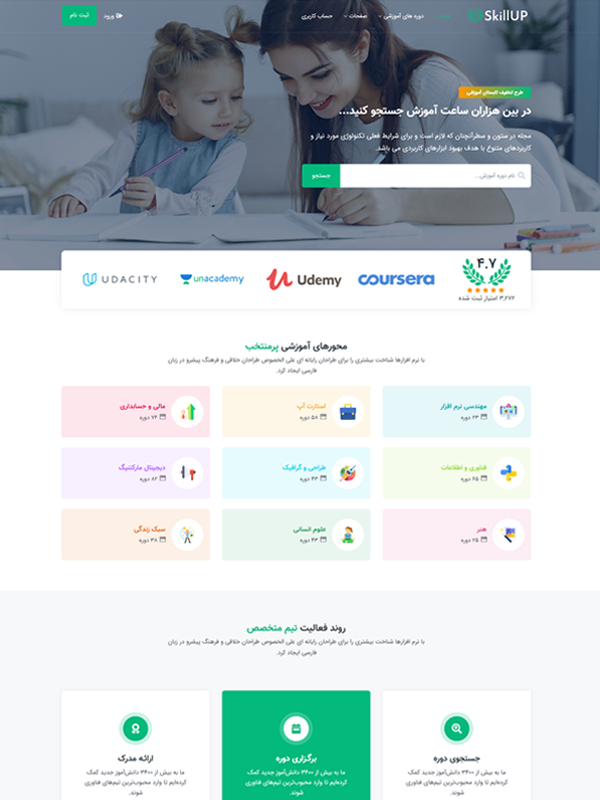 SkillUP
دوره های آموزشی
صفحات
حساب کاربری
ورود
ثبت نام
طرح تخفیف تابستان آموزشی
در بین هزاران ساعت آموزش جستجو کنید...
مجله در ستون و سطرآنچنان که لازم است و برای شرایط فعلی تکنولوژی مورد نیاز و
کاربردهای متنوع با هدف بهبود ابزارهای کاربردی می باشد.
نام دوره آموزش...
جستجو
۴.۷
۳,۲۷۲ امتیاز ثبت شده
coursera
Udemy
unacademy
UDACITY
محورهای آموزشی پرمنتخب
با نرم افزارها شناخت بیشتری را برای طراحان رایانه ای علی الخصوص طراحان خلاقی و فرهنگ پیشرو در زبان
فارسی ایجاد کرد.
مهندسی نرم افزار
۲۳ دوره
استارت آپ
۵۸ دوره
مالی و حسابداری
۷۴ دوره
فناوری و اطلاعات
۶۵ دوره
طراحی و گرافیک
۴۳ دوره
دیجیتال مارکتینگ
۸۲ دوره
هنر
۲۵ دوره
علوم انسانی
۴۳ دوره
سبک زندگی
۳۸ دوره
روند فعالیت تیم متخصص
با نرم افزارها شناخت بیشتری را برای طراحان رایانه ای علی الخصوص طراحان خلاقی و فرهنگ پیشرو در زبان
فارسی ایجاد کرد.
جستجوی دوره
ما به بیش از ۳۴۰۰ دانش‌آموز جدید کمک
کرده‌ایم تا وارد محبوب‌ترین تیم‌های فناوری
شوند.
برگزاری دوره
ما به بیش از ۳۴۰۰ دانش‌آموز جدید کمک
کرده‌ایم تا وارد محبوب‌ترین تیم‌های فناوری
شوند.
ارائه مدرک
ما به بیش از ۳۴۰۰ دانش‌آموز جدید کمک
کرده‌ایم تا وارد محبوب‌ترین تیم‌های فناوری
شوند.